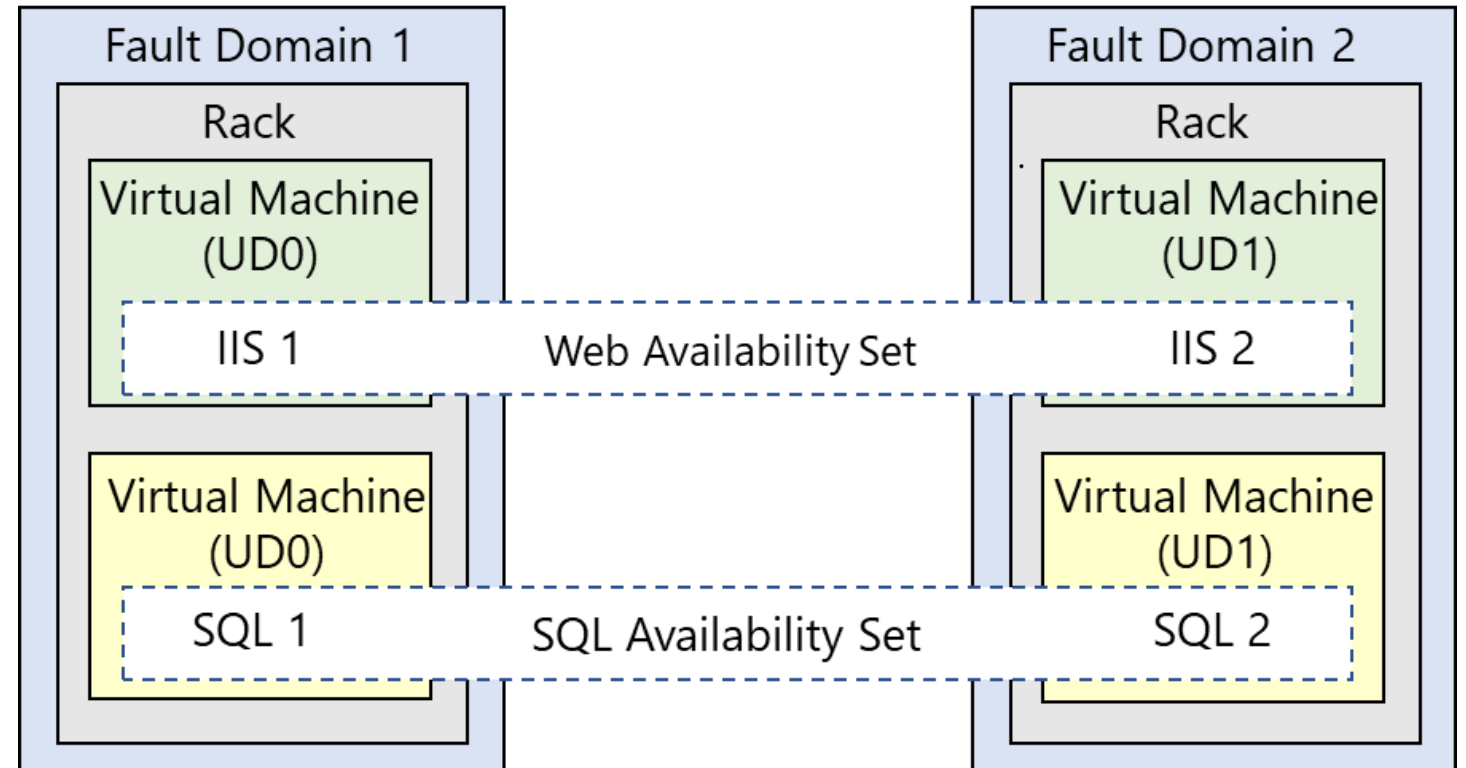 Fault Domain 1
Rack
Virtual Machine
(UD0)
IIS 1
Virtual Machine
(UD0)
SQL 1
Web Availability Set
SQL Availability Set
Fault Domain 2
Rack
Virtual Machine
(UD1)
IIS 2
Virtual Machine
(UD1)
SQL 2